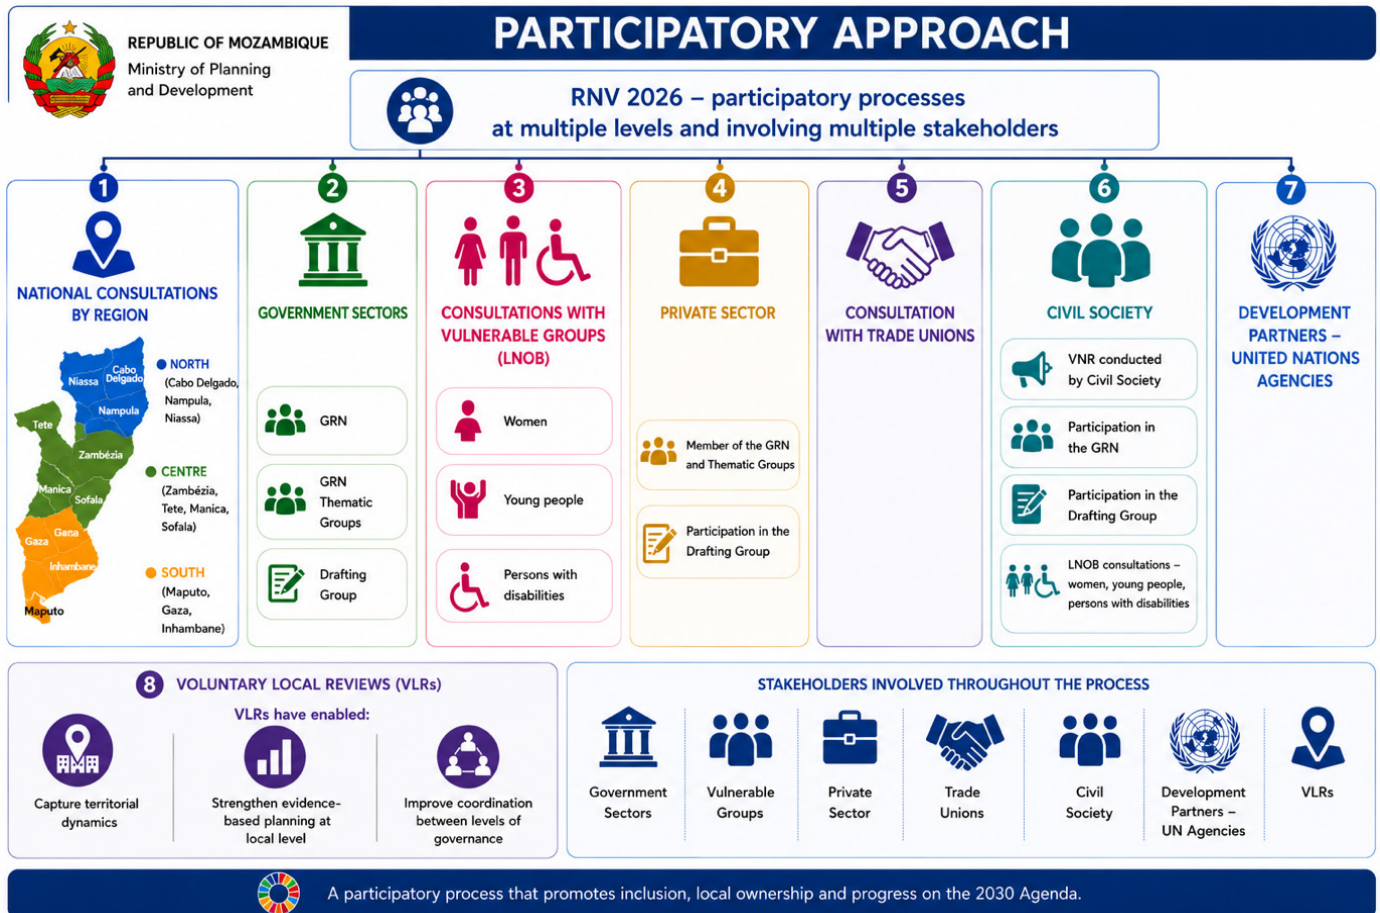 REPUBLIC OF MOZAMBIQUE
Ministry of Planning
and Development
PARTICIPATORY APPROACH
RNV 2026 – participatory processes
at multiple levels and involving multiple stakeholders
1
NATIONAL CONSULTATIONS
BY REGION
Niassa
Cabo
Delgado
Nampula
Tete
Zambézia
Manica
Sofala
Gaza
Gaza
Inhambane
Maputo
NORTH
(Cabo Delgado,
Nampula,
Niassa)
CENTRE
(Zambézia,
Tete, Manica,
Sofala)
SOUTH
(Maputo,
Gaza,
Inhambane)
2
GOVERNMENT SECTORS
GRN
GRN
Thematic
Groups
Drafting
Group
3
CONSULTATIONS WITH
VULNERABLE GROUPS
(LNOB)
Women
Young people
Persons with
disabilities
4
PRIVATE SECTOR
Member of the GRN
and Thematic Groups
Participation in the
Drafting Group
5
CONSULTATION
WITH TRADE UNIONS
6
CIVIL SOCIETY
VNR conducted
by Civil Society
Participation in
the GRN
Participation in the
Drafting Group
LNOB consultations –
women, young people,
persons with disabilities
7
DEVELOPMENT
PARTNERS –
UNITED NATIONS
AGENCIES
8 VOLUNTARY LOCAL REVIEWS (VLRs)
VLRs have enabled:
Capture territorial
dynamics
Strengthen evidence-
based planning at
local level
Improve coordination
between levels of
governance
STAKEHOLDERS INVOLVED THROUGHOUT THE PROCESS
Government
Sectors
Vulnerable
Groups
Private
Sector
Trade
Unions
Civil
Society
Development
Partners –
UN Agencies
VLRs
A participatory process that promotes inclusion, local ownership and progress on the 2030 Agenda.